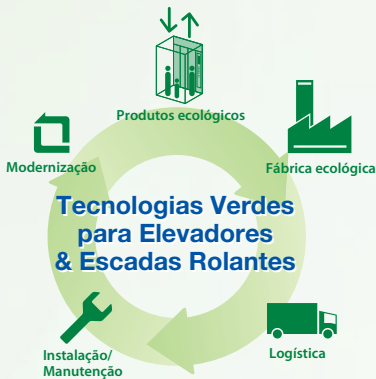 Produtos ecológicos
Modernização
Fábrica ecológica
Tecnologias Verdes
para Elevadores
& Escadas Rolantes
Instalação/
Manutenção
Logística